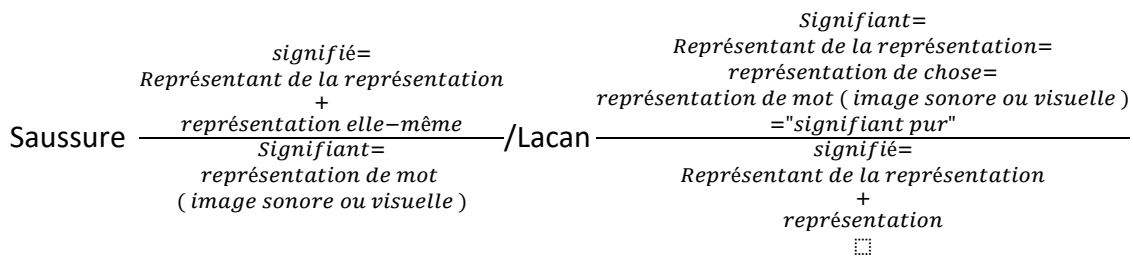 Saussure
signifié=
Représentant de la représentation
+
représentation elle−même
Signifiant=
représentation de mot
( image sonore ou visuelle )
/Lacan
Signifiant=
Représentant de la représentation=
représentation de chose=
représentation de mot ( image sonore ou visuelle )
="signifiant pur"
signifié=
Représentant de la représentation
+
représentation